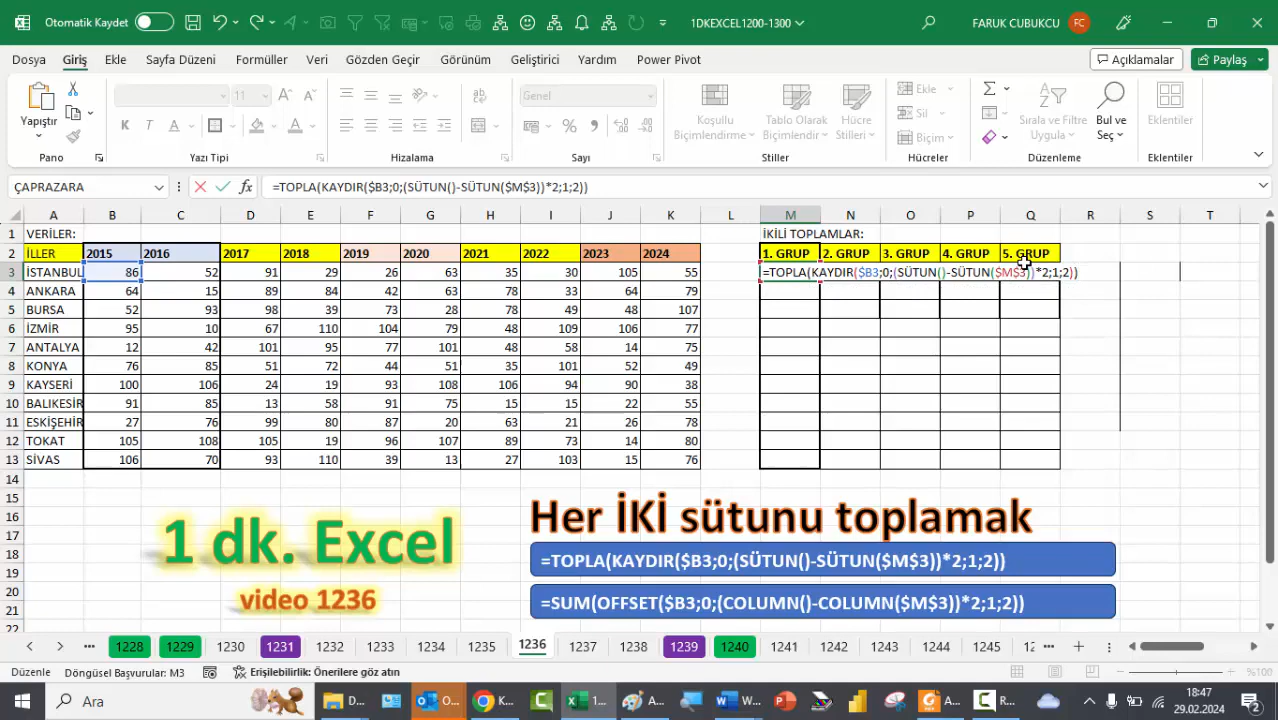 Otomatik Kaydet
1DKEXCEL1200-1300
FARUK CUBUKCU
FC
Dosya Giriş Ekle Sayfa Düzeni Formüller Veri Gözden Geçir Görünüm Geliştirici Yardım Power Pivot
Açıklamalar
Paylaş
Yapıştır
Pano
11
K T A
Yazı Tipi
Hizalama
Genel
Sayı
Koşullu Biçimlendirme
Tablo Olarak Biçimlendir
Hücre Stilleri
Stiller
Ekle
Sil
Biçim
Hücreler
Sırala ve Filtre Uygula
Bul ve Seç
Düzenleme
Eklentiler
Eklentiler
ÇAPRAZARA
fx
=TOPLA(KAYDIR($B3;0;(SÜTUN()-SÜTUN($M$3))*2;1;2))
A B C D E F G H I J K L M N O P Q R S T
1 VERİLER: İKİLİ TOPLAMLAR:
2 İLLER 2015 2016 2017 2018 2019 2020 2021 2022 2023 2024 1. GRUP 2. GRUP 3. GRUP 4. GRUP 5. GRUP
3 İSTANBUL 86 52 91 29 26 63 35 30 105 55 =TOPLA(KAYDIR($B3;0;(SÜTUN()-SÜTUN($M$3))*2;1;2))
4 ANKARA 64 15 89 84 42 63 78 33 64 79
5 BURSA 52 93 98 39 73 28 78 49 48 107
6 İZMİR 95 10 67 110 104 79 48 109 106 77
7 ANTALYA 12 42 101 95 77 101 48 58 14 75
8 KONYA 76 85 51 72 44 51 35 101 52 49
9 KAYSERİ 100 106 24 19 93 108 106 94 90 38
10 BALIKESİR 91 85 13 58 91 75 15 15 22 55
11 ESKİŞEHİR 27 76 99 80 87 20 63 21 26 78
12 TOKAT 105 108 105 19 96 107 89 73 14 80
13 SİVAS 106 70 93 110 39 13 27 103 15 76
14
15
16
17
18
19
20
21
22
1 dk. Excel
video 1236
Her İKİ sütunu toplamak
=TOPLA(KAYDIR($B3;0;(SÜTUN()-SÜTUN($M$3))*2;1;2))
=SUM(OFFSET($B3;0;(COLUMN()-COLUMN($M$3))*2;1;2))
1228 1229 1230 1231 1232 1233 1234 1235 1236 1237 1238 1239 1240 1241 1242 1243 1244 1245
Düzenle Döngüsel Başvurular: M3 Erişilebilirlik: Önerilere göz atın %100
Ara
D... O... K... 1... A... W... W... A... R...
18:47
29.02.2024
2